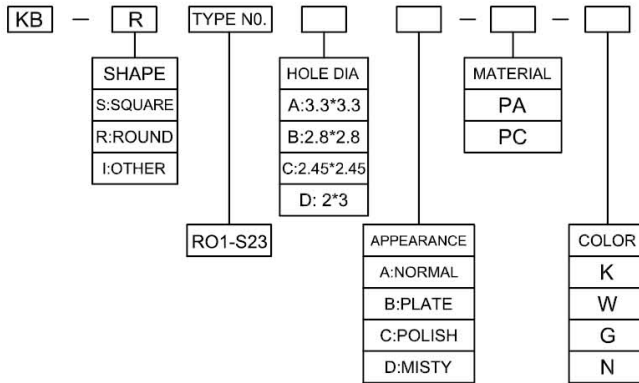 KB - R TYPE N0. - -
SHAPE
S:SQUARE
R:ROUND
I:OTHER
HOLE DIA
A:3.3*3.3
B:2.8*2.8
C:2.45*2.45
D: 2*3
MATERIAL
PA
PC
RO1-S23
APPEARANCE
A:NORMAL
B:PLATE
C:POLISH
D:MISTY
COLOR
K
W
G
N